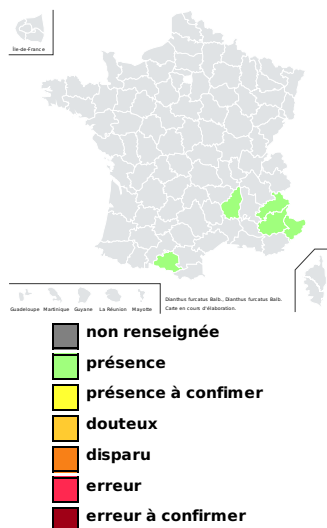 Île-de-France
Guadeloupe Martinique Guyane La Réunion Mayotte
Dianthus furcatus Balb., Dianthus furcatus Balb.
Carte en cours d'élaboration.
non renseignée
présence
présence à confimer
douteux
disparu
erreur
erreur à confirmer